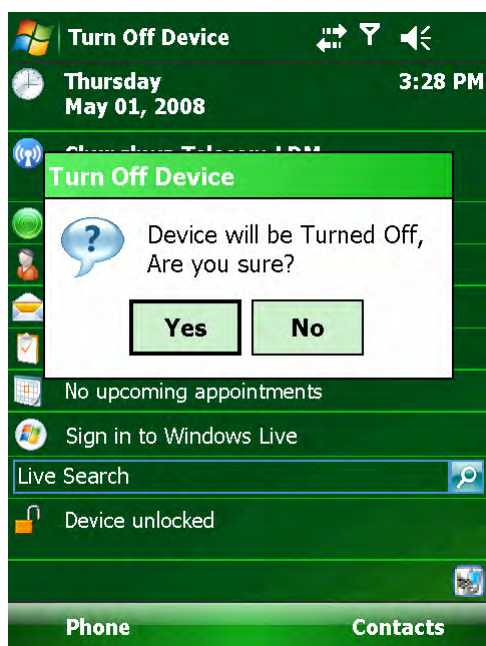 Turn Off Device
Thursday 3:28 PM
May 01, 2008
Turn Off Device
Device will be Turned Off,
Are you sure?
Yes No
No upcoming appointments
Sign in to Windows Live
Live Search
Device unlocked
Phone Contacts